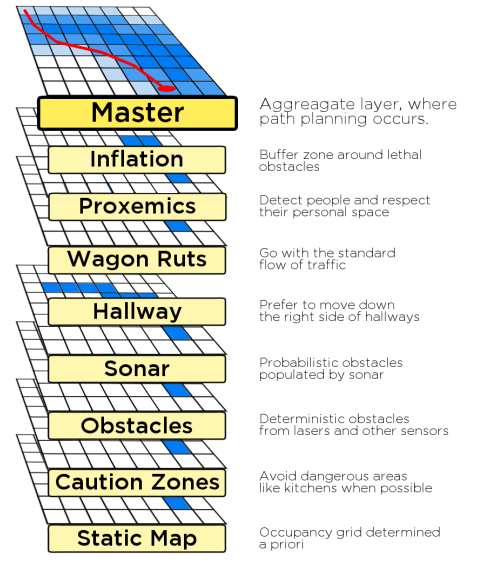 Master
Aggreagate layer, where
path planning occurs.
Inflation
Buffer zone around lethal
obstacles
Proxemics
Detect people and respect
their personal space
Wagon Ruts
Go with the standard
flow of traffic
Hallway
Prefer to move down
the right side of hallways
Sonar
Probabilistic obstacles
populated by sonar
Obstacles
Deterministic obstacles
from lasers and other sensors
Caution Zones
Avoid dangerous areas
like kitchens when possible
Static Map
Occupancy grid determined
a priori